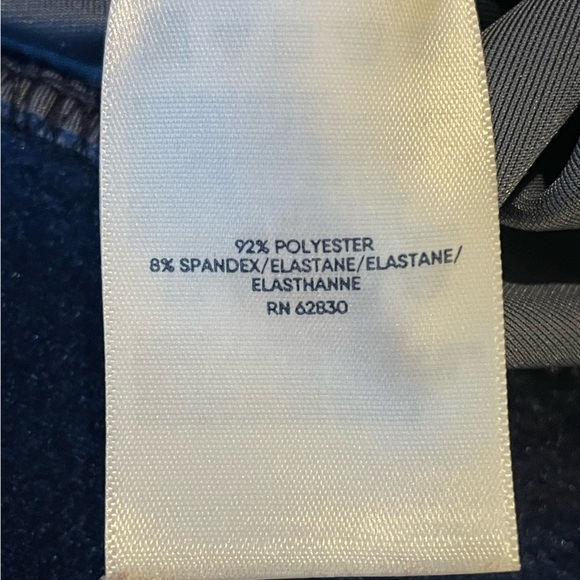 92% POLYESTER
8% SPANDEX/ELASTANE/ELASTANE/
ELASTHANNE
RN 62830